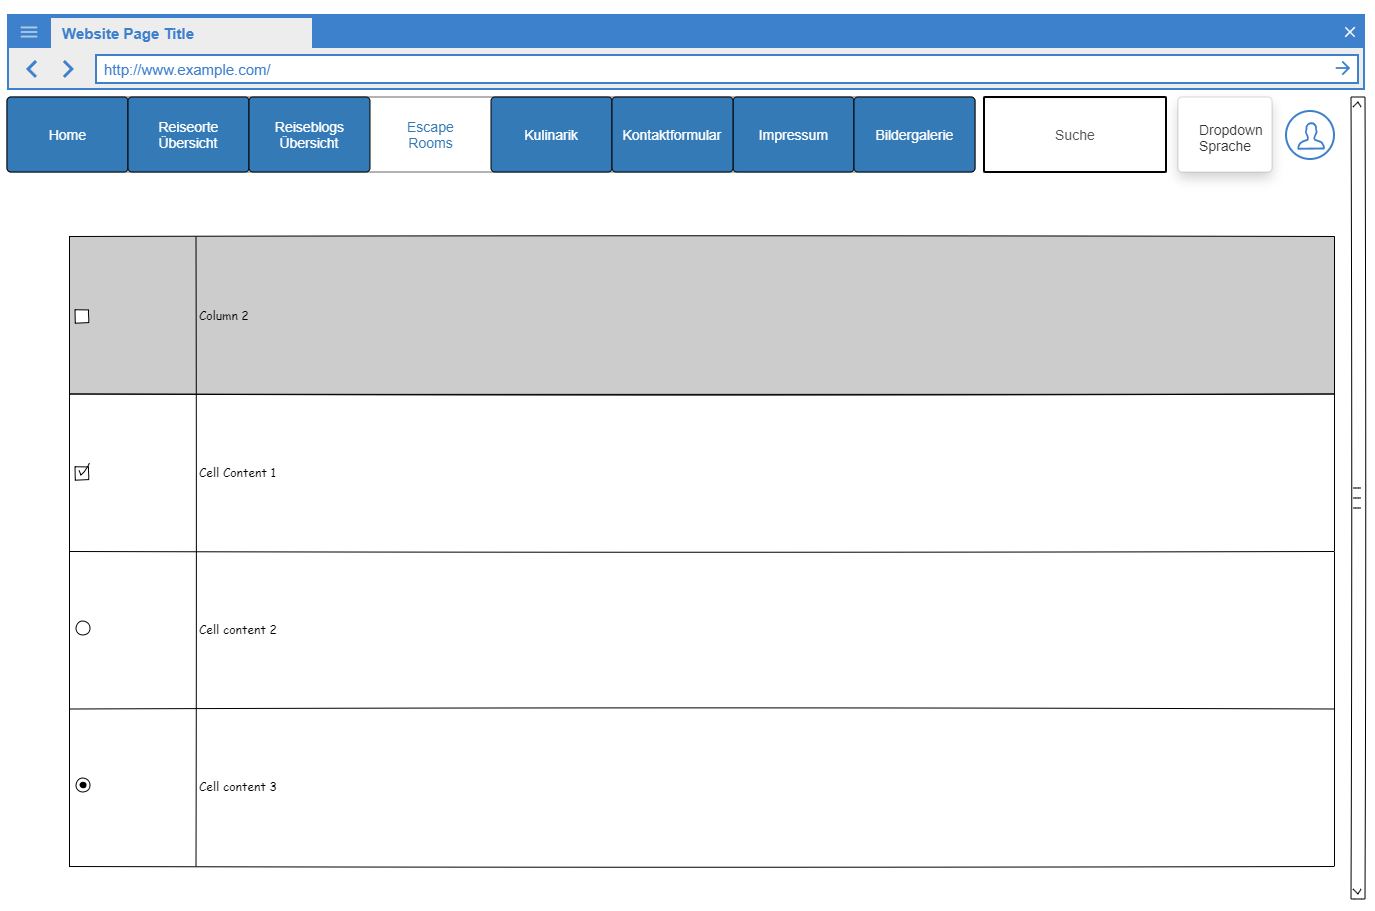 Website Page Title
http://www.example.com/
Home
Reiseorte
Übersicht
Reiseblogs
Übersicht
Escape
Rooms
Kulinarik
Kontaktformular
Impressum
Bildergalerie
Suche
Dropdown
Sprache
Column 2
Cell Content 1
Cell content 2
Cell content 3